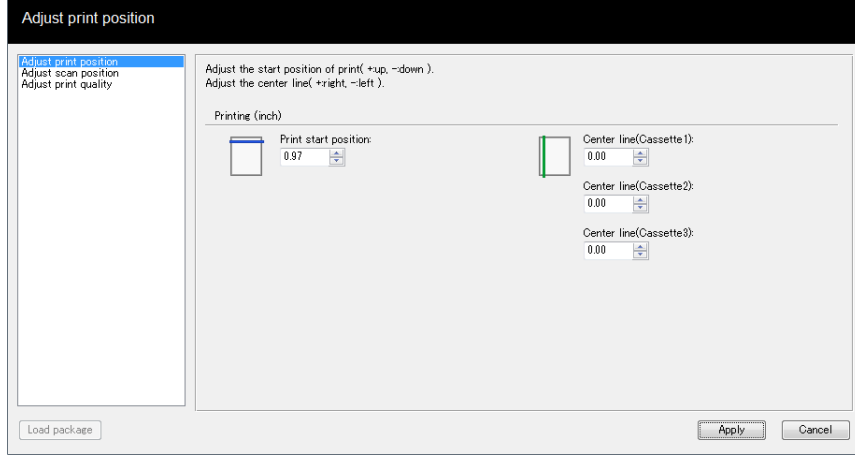 Adjust print position
Adjust print position
Adjust scan position
Adjust print quality
Adjust the start position of print( +:up, -:down ).
Adjust the center line( +:right, -:left ).
Printing (inch)
Print start position:
0.97
Center line(Cassette1):
0.00
Center line(Cassette2):
0.00
Center line(Cassette3):
0.00
Load package
Apply
Cancel